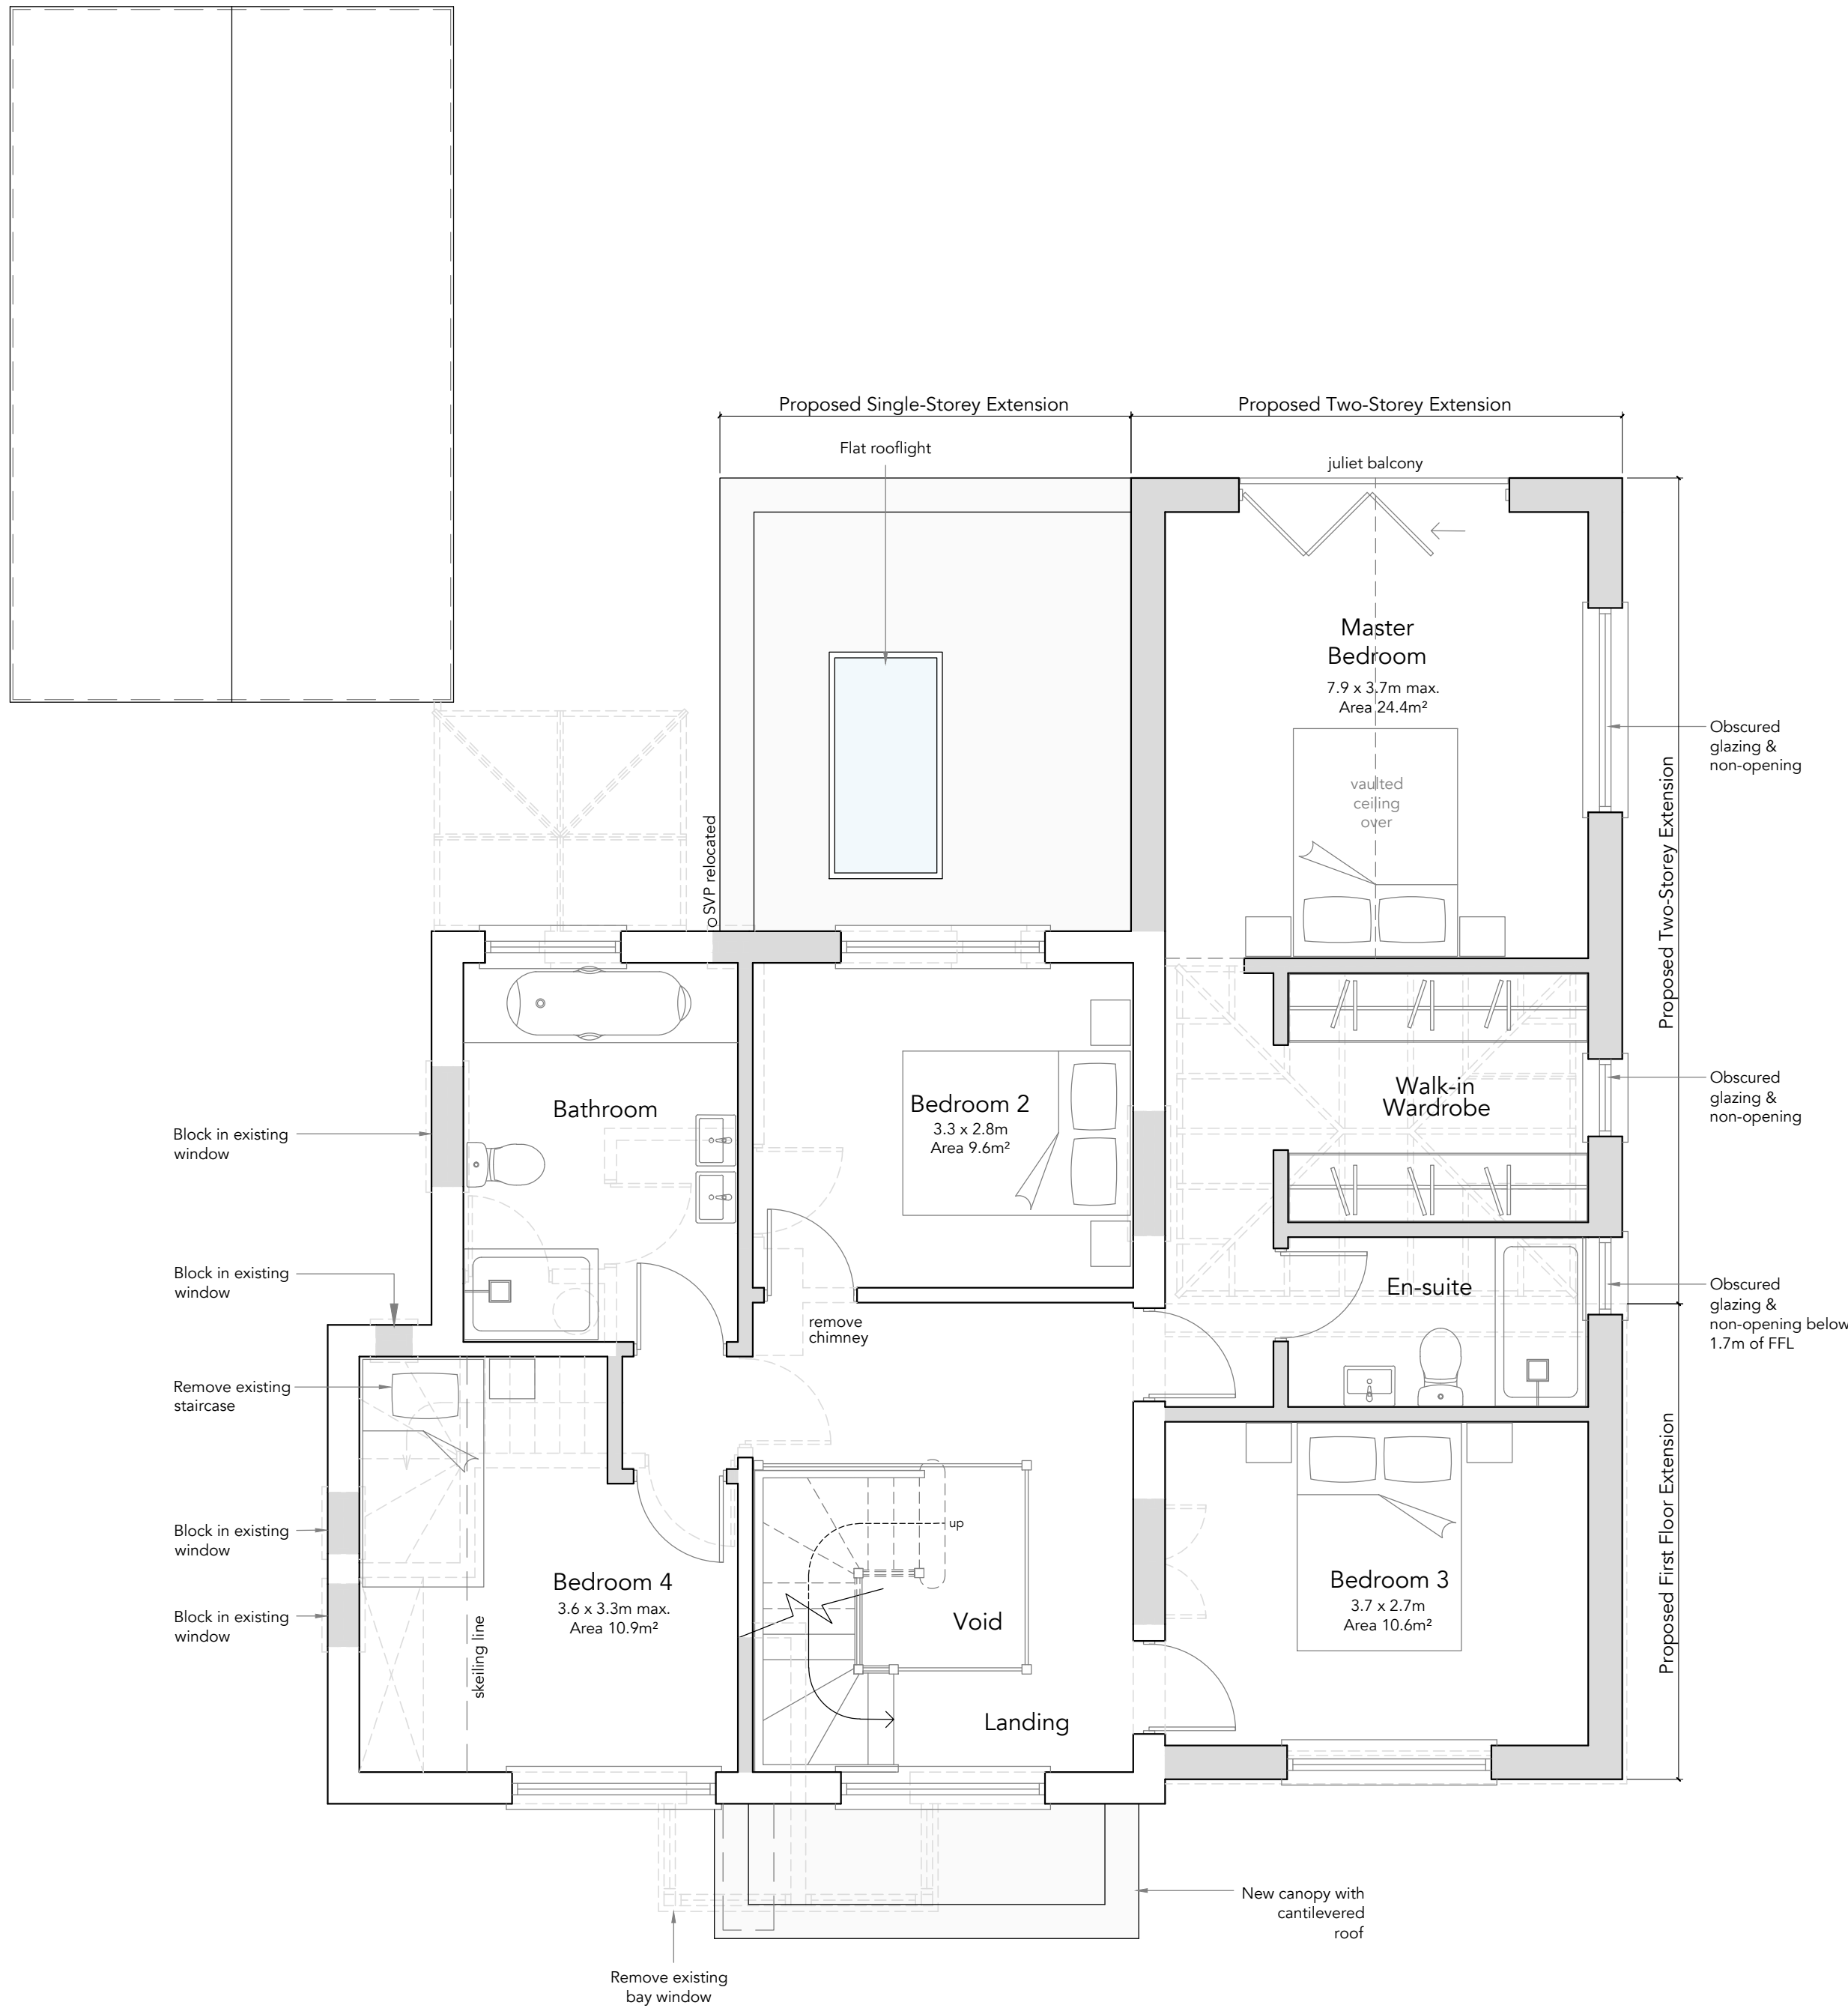 Proposed Single-Storey Extension
Proposed Two-Storey Extension
Flat rooflight
juliet balcony
Master
Bedroom
7.9 x 3.7m max.
Area 24.4m²
vaulted
ceiling
over
Obscured
glazing &
non-opening
Proposed Two-Storey Extension
SVP relocated
Bathroom
Bedroom 2
3.3 x 2.8m
Area 9.6m²
Walk-in
Wardrobe
Obscured
glazing &
non-opening
Block in existing
window
Block in existing
window
remove
chimney
En-suite
Obscured
glazing &
non-opening below
1.7m of FFL
Remove existing
staircase
Block in existing
window
up
Proposed First Floor Extension
Bedroom 4
3.6 x 3.3m max.
Area 10.9m²
Bedroom 3
3.7 x 2.7m
Area 10.6m²
Block in existing
window
skeiling line
Void
Landing
New canopy with
cantilevered
roof
Remove existing
bay window